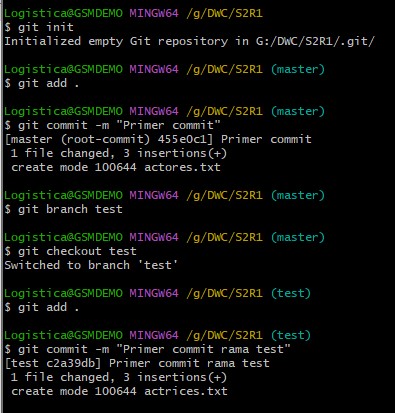 Logistica@GSMDEMO MINGW64 /g/DWC/S2R1
$ git init
Initialized empty Git repository in G:/DWC/S2R1/.git/
Logistica@GSMDEMO MINGW64 /g/DWC/S2R1 (master)
$ git add .
Logistica@GSMDEMO MINGW64 /g/DWC/S2R1 (master)
$ git commit -m "Primer commit"
[master (root-commit) 455e0c1] Primer commit
1 file changed, 3 insertions(+)
create mode 100644 actores.txt
Logistica@GSMDEMO MINGW64 /g/DWC/S2R1 (master)
$ git branch test
Logistica@GSMDEMO MINGW64 /g/DWC/S2R1 (master)
$ git checkout test
Switched to branch 'test'
Logistica@GSMDEMO MINGW64 /g/DWC/S2R1 (test)
$ git add .
Logistica@GSMDEMO MINGW64 /g/DWC/S2R1 (test)
$ git commit -m "Primer commit rama test"
[test c2a39db] Primer commit rama test
1 file changed, 3 insertions(+)
create mode 100644 actrices.txt